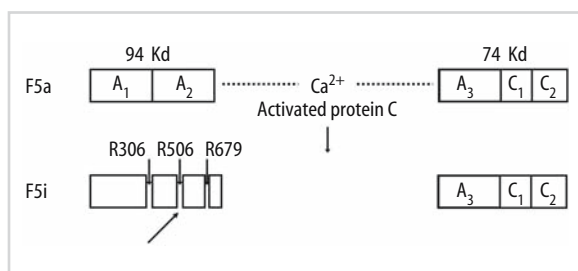 94 Kd 74 Kd
F5a A₁ A₂ Ca²⁺ A₃ C₁ C₂
Activated protein C
R306 R506 R679
F5i A₃ C₁ C₂